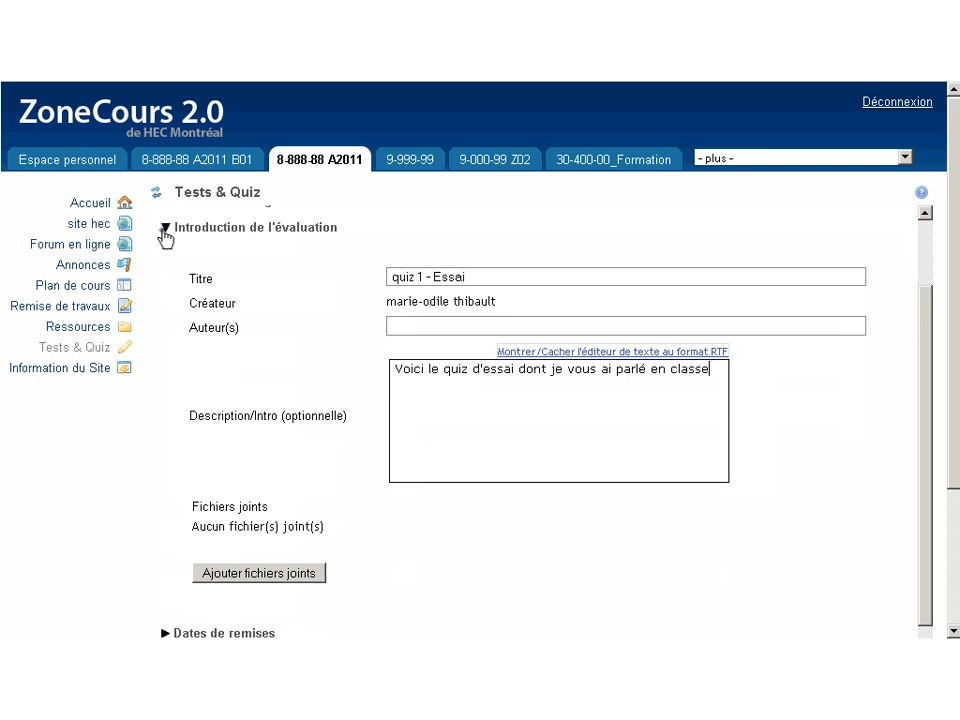 ZoneCours 2.0
de HEC Montréal
Déconnexion
Espace personnel
8-888-88 A2011 B01
8-888-88 A2011
9-999-99
9-000-99 Z02
30-400-00_Formation
- plus -
Accueil
site hec
Forum en ligne
Annonces
Plan de cours
Remise de travaux
Ressources
Tests & Quiz
Information du Site
Tests & Quiz
Introduction de l'évaluation
Titre
quiz 1 - Essai
Créateur
marie-odile thibault
Auteur(s)
Montrer/Cacher l'éditeur de texte au format RTF
Description/Intro (optionnelle)
Voici le quiz d'essai dont je vous ai parlé en classe
Fichiers joints
Aucun fichier(s) joint(s)
Ajouter fichiers joints
Dates de remises